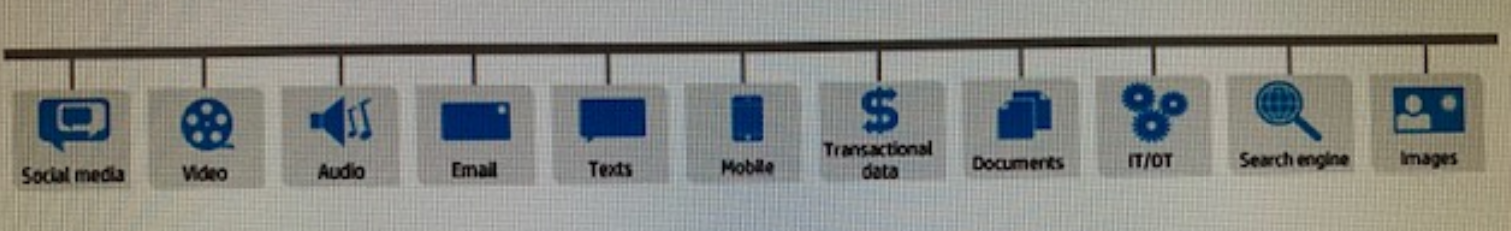 Social media
Video
Audio
Email
Texts
Mobile
Transactional
data
Documents
IT/OT
Search engine
Images